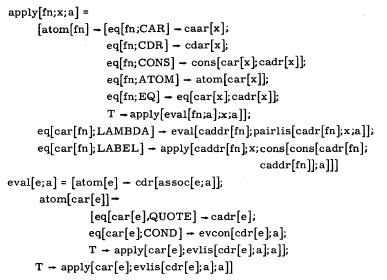 apply[fn;x;a] =
[atom[fn] → [eq[fn;CAR] → caar[x];
eq[fn;CDR] → cdar[x];
eq[fn;CONS] → cons[car[x];cadr[x]];
eq[fn;ATOM] → atom[car[x]];
eq[fn;EQ] → eq[car[x];cadr[x]];
T → apply[eval[fn;a];x;a]];
eq[car[fn];LAMBDA] → eval[caddr[fn];pairlis[cadr[fn];x;a]];
eq[car[fn];LABEL] → apply[caddr[fn];x;cons[cons[cadr[fn];
caddr[fn]];a]]]
eval[e;a] = [atom[e] → cdr[assoc[e;a]];
atom[car[e]] →
[eq[car[e],QUOTE] → cadr[e];
eq[car[e];COND] → evcon[cdr[e];a];
T → apply[car[e];evlis[cdr[e];a];a]];
T → apply[car[e];evlis[cdr[e];a];a]]